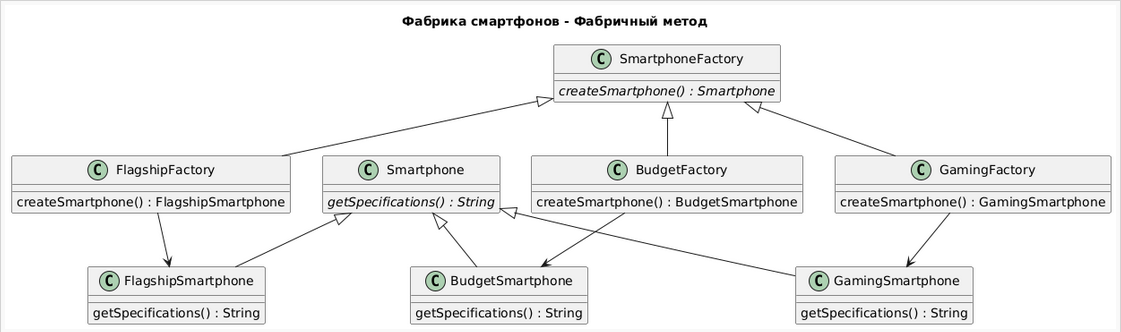 Фабрика смартфонов - Фабричный метод
C SmartphoneFactory
createSmartphone() : Smartphone
C FlagshipFactory
createSmartphone() : FlagshipSmartphone
C Smartphone
getSpecifications() : String
C BudgetFactory
createSmartphone() : BudgetSmartphone
C GamingFactory
createSmartphone() : GamingSmartphone
C FlagshipSmartphone
getSpecifications() : String
C BudgetSmartphone
getSpecifications() : String
C GamingSmartphone
getSpecifications() : String